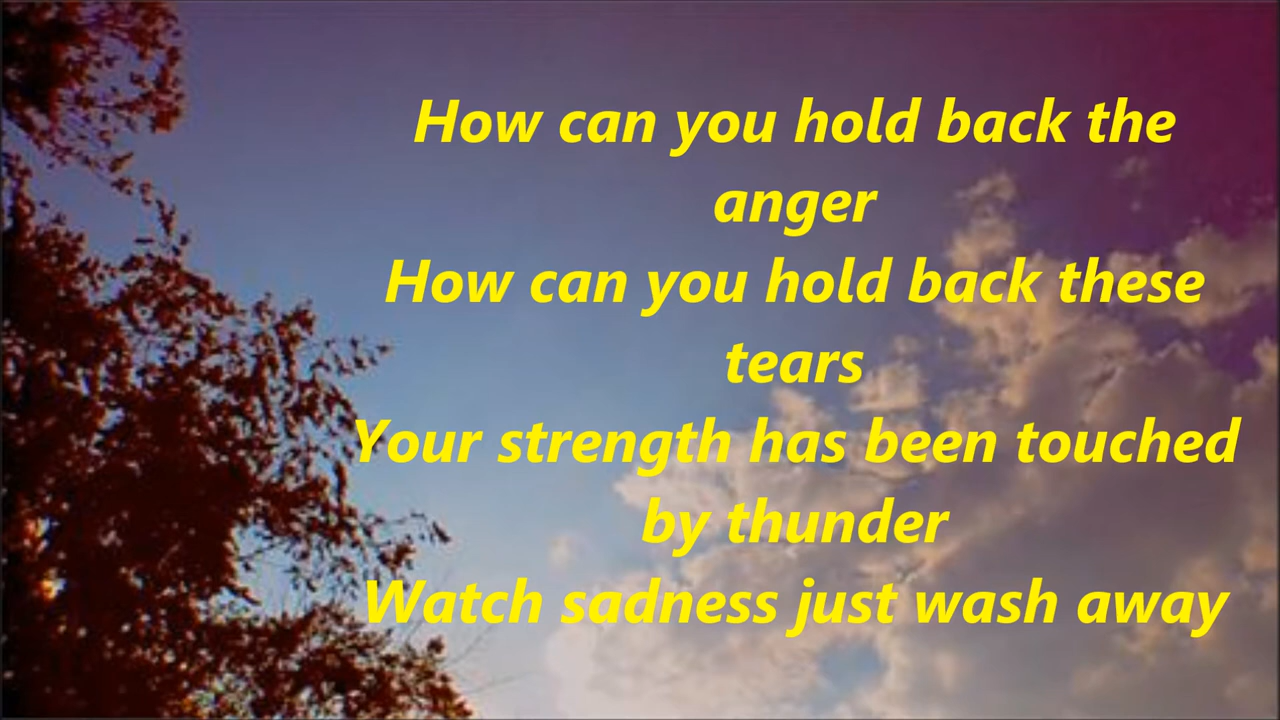 How can you hold back the
anger
How can you hold back these
tears
Your strength has been touched
by thunder
Watch sadness just wash away